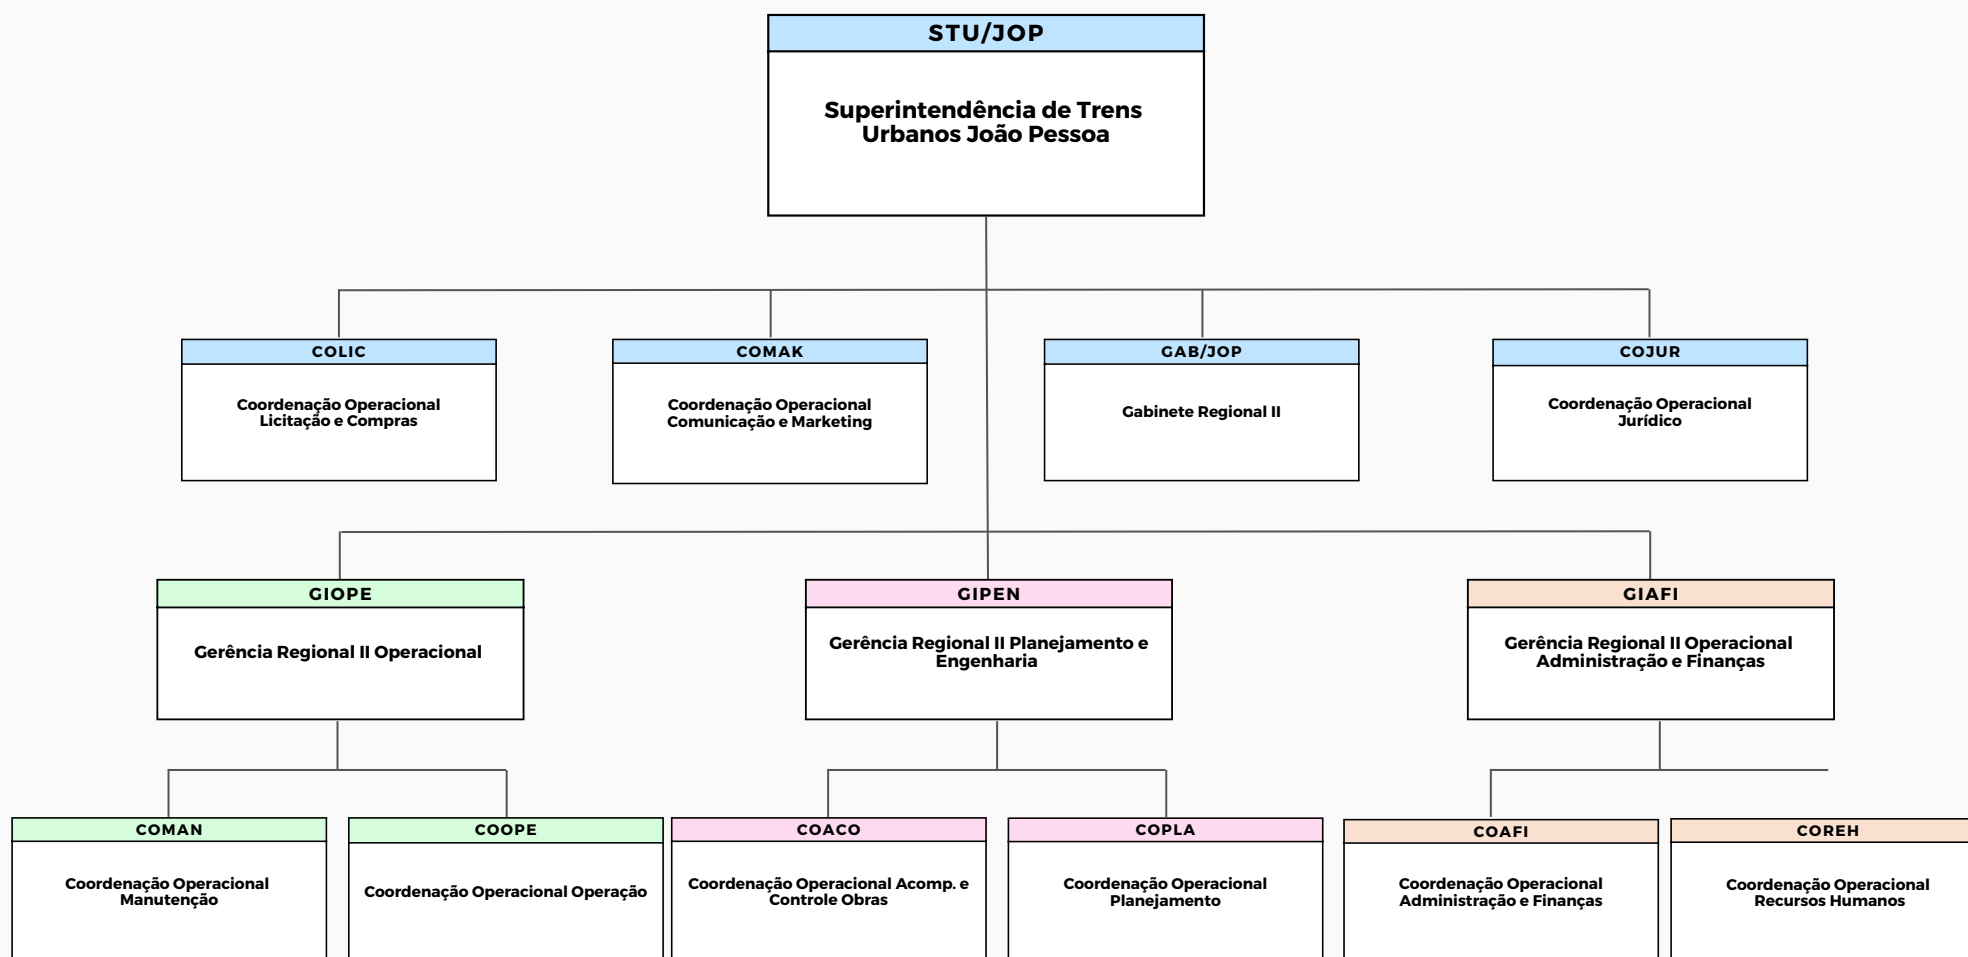 STU/JOP
Superintendência de Trens
Urbanos João Pessoa
COLIC
Coordenação Operacional
Licitação e Compras
COMAK
Coordenação Operacional
Comunicação e Marketing
GAB/JOP
Gabinete Regional II
COJUR
Coordenação Operacional
Jurídico
GIOPE
Gerência Regional II Operacional
GIPEN
Gerência Regional II Planejamento e
Engenharia
GIAFI
Gerência Regional II Operacional
Administração e Finanças
COMAN
Coordenação Operacional
Manutenção
COOPE
Coordenação Operacional Operação
COACO
Coordenação Operacional Acomp. e
Controle Obras
COPLA
Coordenação Operacional
Planejamento
COAFI
Coordenação Operacional
Administração e Finanças
COREH
Coordenação Operacional
Recursos Humanos